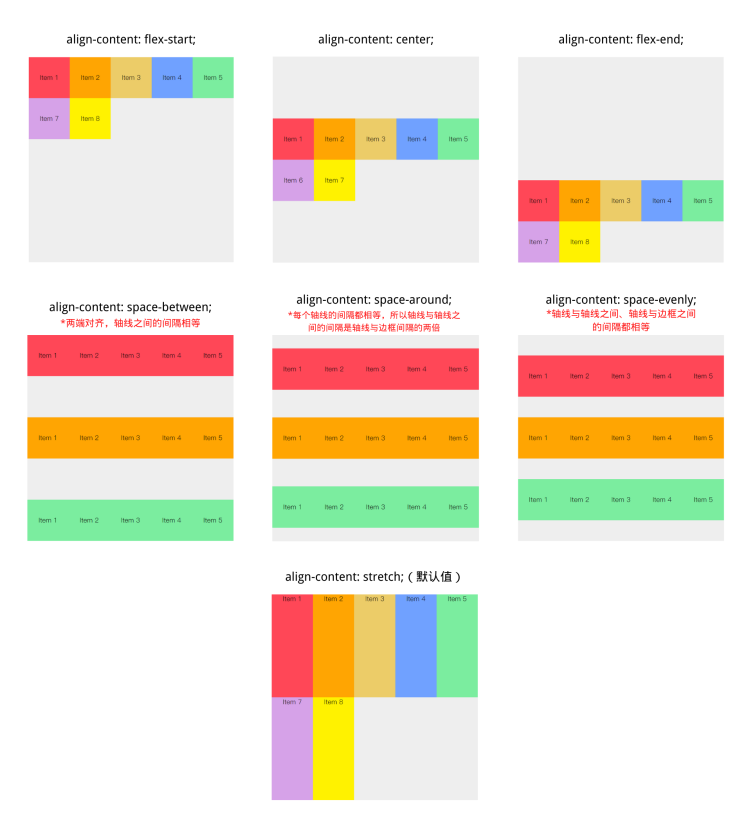 align-content: flex-start;
align-content: center;
align-content: flex-end;
Item 1 Item 2 Item 3 Item 4 Item 5
Item 7 Item 8
Item 1 Item 2 Item 3 Item 4 Item 5
Item 6 Item 7
Item 1 Item 2 Item 3 Item 4 Item 5
Item 7 Item 8
align-content: space-between;
*两端对齐，轴线之间的间隔相等
align-content: space-around;
*每个轴线的间隔都相等，所以轴线与轴线之
间的间隔是轴线与边框间隔的两倍
align-content: space-evenly;
*轴线与轴线之间、轴线与边框之间
的间隔都相等
Item 1 Item 2 Item 3 Item 4 Item 5
Item 1 Item 2 Item 3 Item 4 Item 5
Item 1 Item 2 Item 3 Item 4 Item 5
Item 1 Item 2 Item 3 Item 4 Item 5
Item 1 Item 2 Item 3 Item 4 Item 5
Item 1 Item 2 Item 3 Item 4 Item 5
Item 1 Item 2 Item 3 Item 4 Item 5
Item 1 Item 2 Item 3 Item 4 Item 5
Item 1 Item 2 Item 3 Item 4 Item 5
align-content: stretch;（默认值）
Item 1 Item 2 Item 3 Item 4 Item 5
Item 7 Item 8